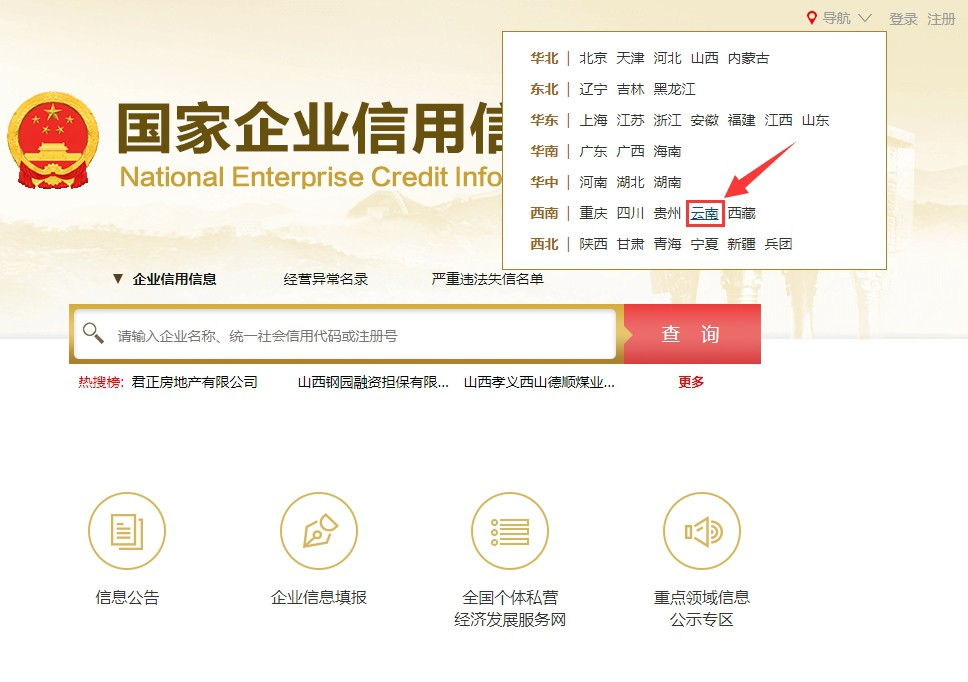 导航 登录 注册
华北 | 北京 天津 河北 山西 内蒙古
东北 | 辽宁 吉林 黑龙江
华东 | 上海 江苏 浙江 安徽 福建 江西 山东
华南 | 广东 广西 海南
华中 | 河南 湖北 湖南
西南 | 重庆 四川 贵州 云南 西藏
西北 | 陕西 甘肃 青海 宁夏 新疆 兵团
国家企业信用信
National Enterprise Credit Info
▼ 企业信用信息 经营异常名录 严重违法失信名单
请输入企业名称、统一社会信用代码或注册号 查 询
热搜榜: 君正房地产有限公司 山西钢园融资担保有限... 山西孝义西山德顺煤业... 更多
信息公告 企业信息填报 全国个体私营 重点领域信息
经济发展服务网 公示专区